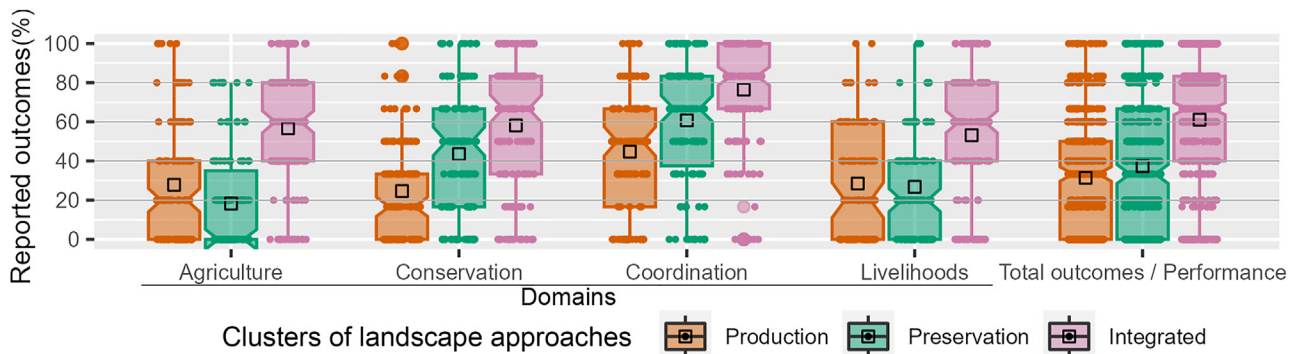 Reported outcomes(%)
100
80
60
40
20
0
Agriculture Conservation Coordination Livelihoods Total outcomes / Performance
Domains
Clusters of landscape approaches Production Preservation Integrated